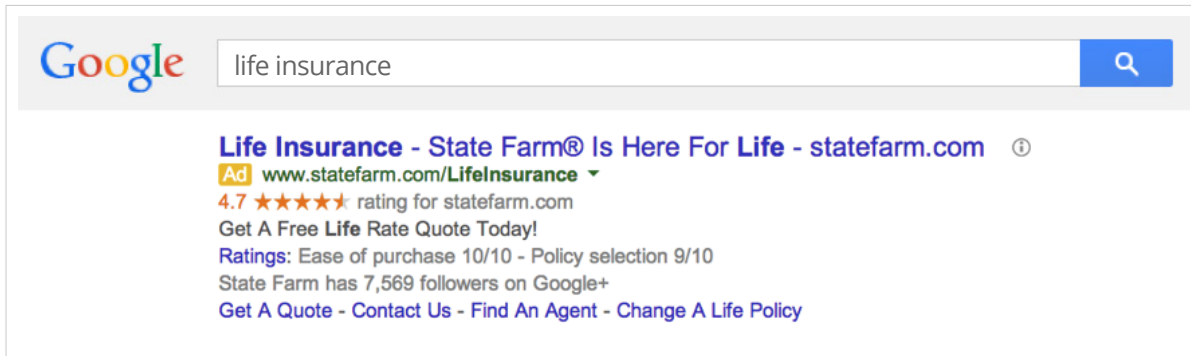 Google
life insurance
Life Insurance - State Farm® Is Here For Life - statefarm.com
Ad www.statefarm.com/LifeInsurance
4.7 ★★★★★ rating for statefarm.com
Get A Free Life Rate Quote Today!
Ratings: Ease of purchase 10/10 - Policy selection 9/10
State Farm has 7,569 followers on Google+
Get A Quote - Contact Us - Find An Agent - Change A Life Policy